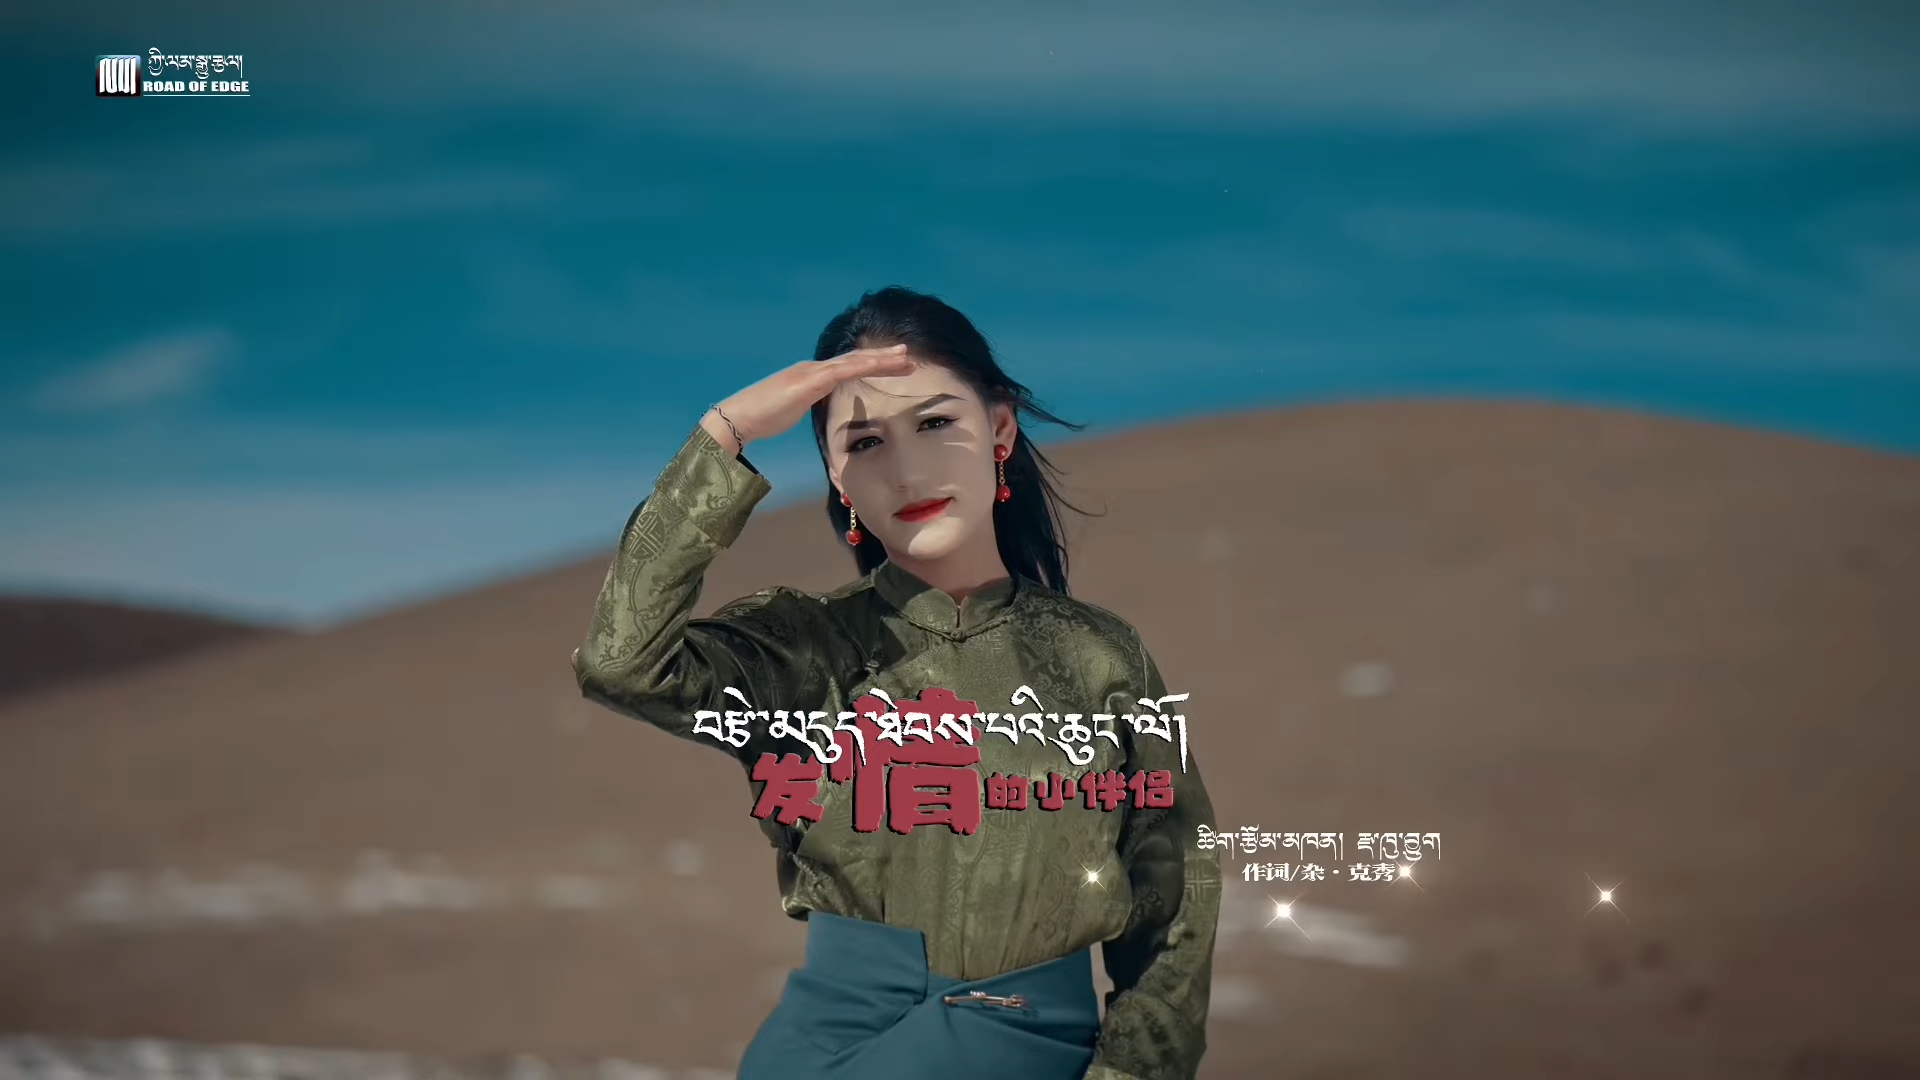 ཀྱི་ལམ་སྒྱུ་རྩལ།
ROAD OF EDGE
བརྩེ་མདུད་ཐེབས་པའི་ཆུང་ལོ།
发情的小伴侣
ཚིག་རྩོམ་མཁན། རྫ་ཁུ་ཕྱུག
作词/杂·克秀